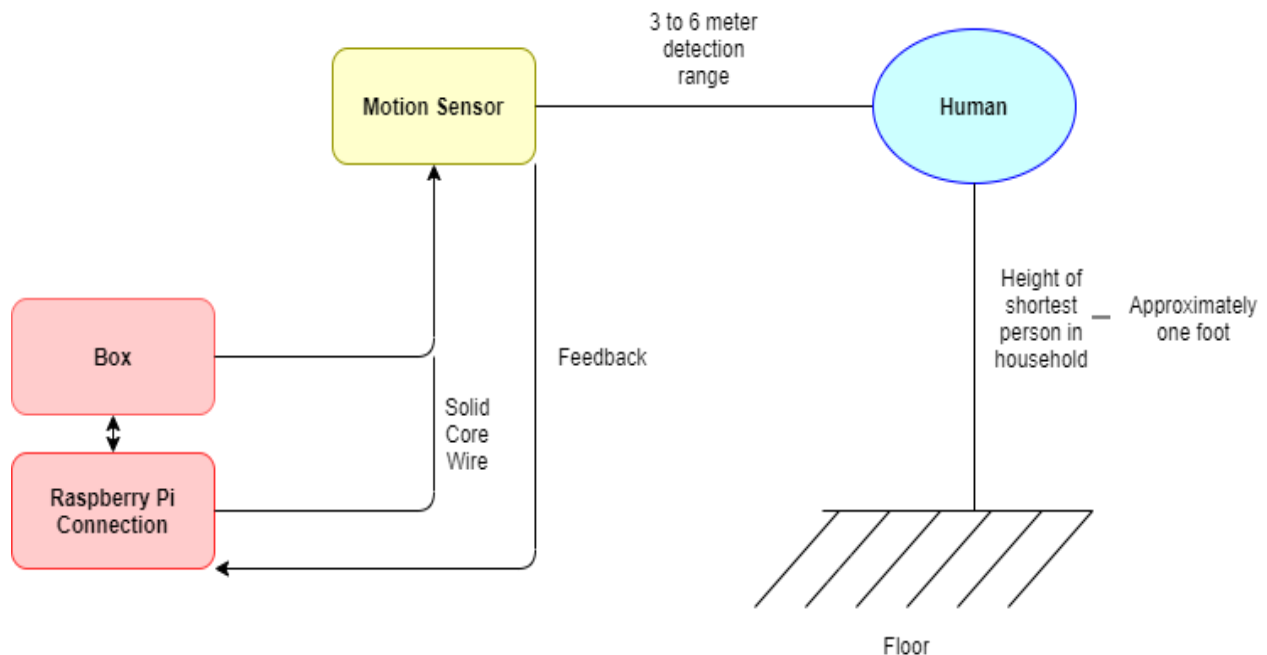 3 to 6 meter
detection
range
Motion Sensor
Human
Height of
shortest
person in
household
Approximately
one foot
Box
Feedback
Solid
Core
Wire
Raspberry Pi
Connection
Floor